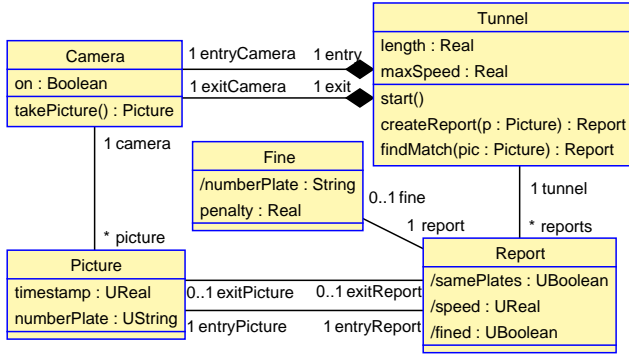 Camera
on : Boolean
takePicture() : Picture
1 entryCamera
1 entry
1 exitCamera
1 exit
Tunnel
length : Real
maxSpeed : Real
start()
createReport(p : Picture) : Report
findMatch(pic : Picture) : Report
1 camera
* picture
Fine
/numberPlate : String
penalty : Real
0..1 fine
1 report
1 tunnel
* reports
Picture
timestamp : UReal
numberPlate : UString
0..1 exitPicture
0..1 exitReport
1 entryPicture
1 entryReport
Report
/samePlates : UBoolean
/speed : UReal
/fined : UBoolean